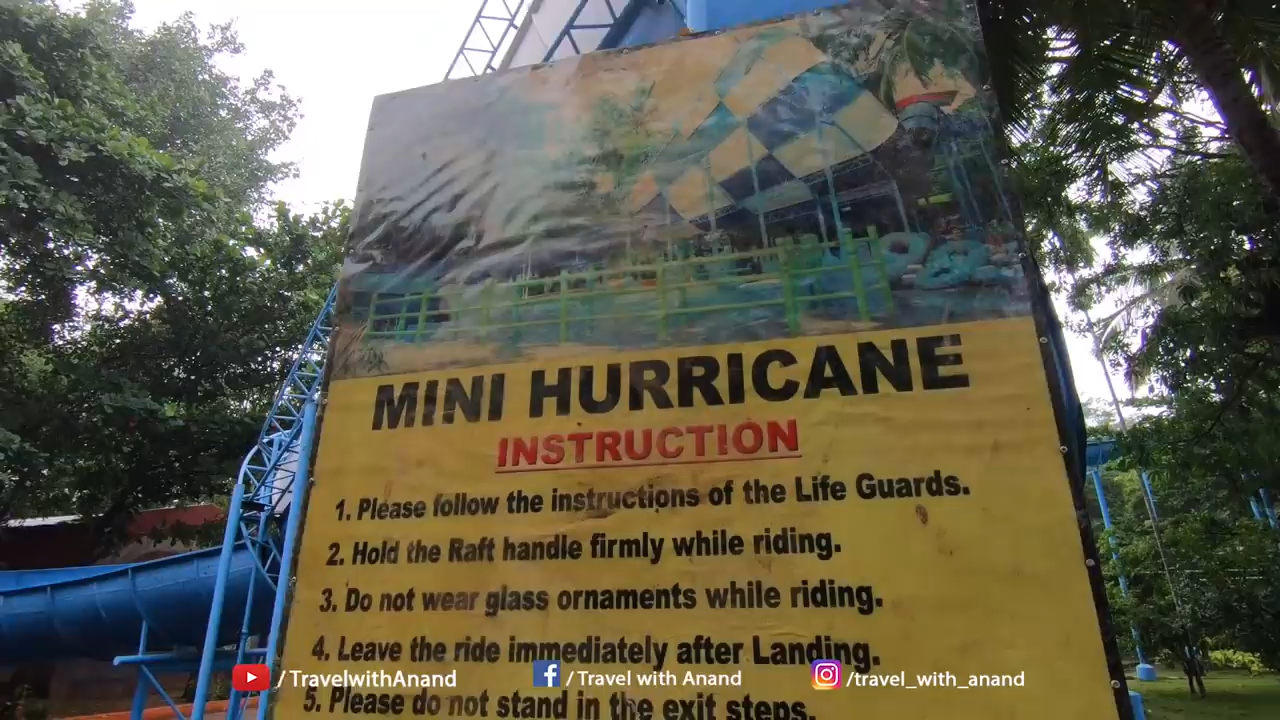 MINI HURRICANE
INSTRUCTION
1. Please follow the instructions of the Life Guards.
2. Hold the Raft handle firmly while riding.
3. Do not wear glass ornaments while riding.
4. Leave the ride immediately after Landing.
/TravelwithAnand
/Travel with Anand
/travel_with_anand
5. Please do not stand in the exit steps.